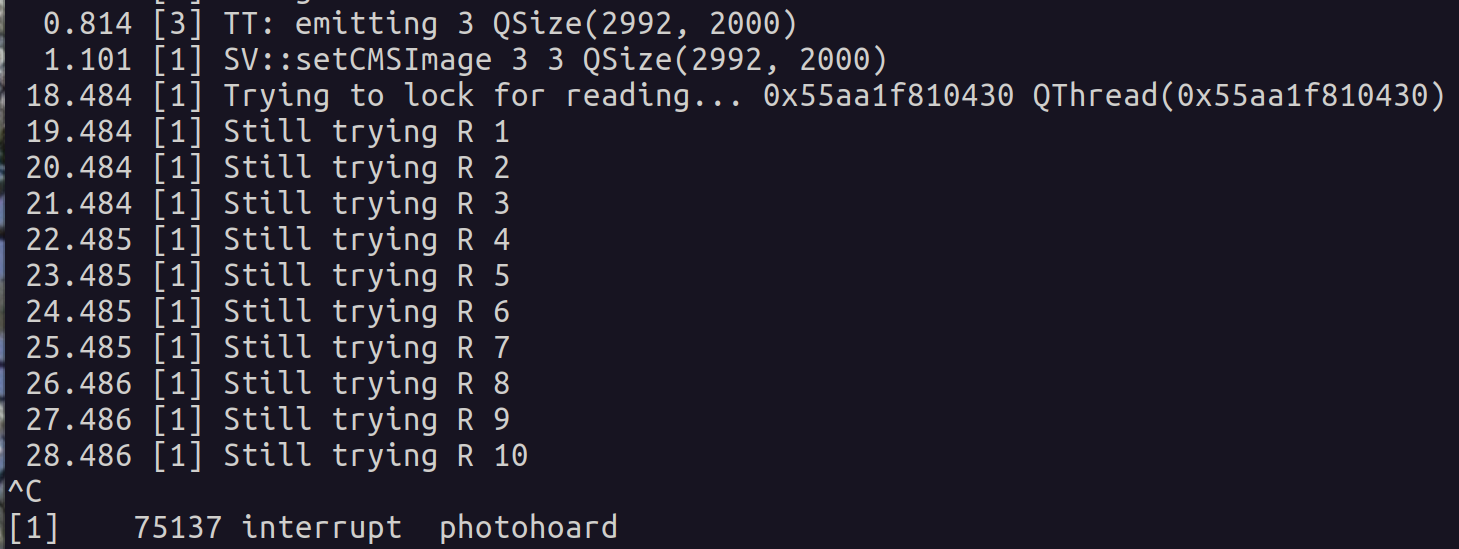 0.814 [3] TT: emitting 3 QSize(2992, 2000)
1.101 [1] SV::setCMSImage 3 3 QSize(2992, 2000)
18.484 [1] Trying to lock for reading... 0x55aa1f810430 QThread(0x55aa1f810430)
19.484 [1] Still trying R 1
20.484 [1] Still trying R 2
21.484 [1] Still trying R 3
22.485 [1] Still trying R 4
23.485 [1] Still trying R 5
24.485 [1] Still trying R 6
25.485 [1] Still trying R 7
26.486 [1] Still trying R 8
27.486 [1] Still trying R 9
28.486 [1] Still trying R 10
^C
[1]    75137 interrupt  photohoard